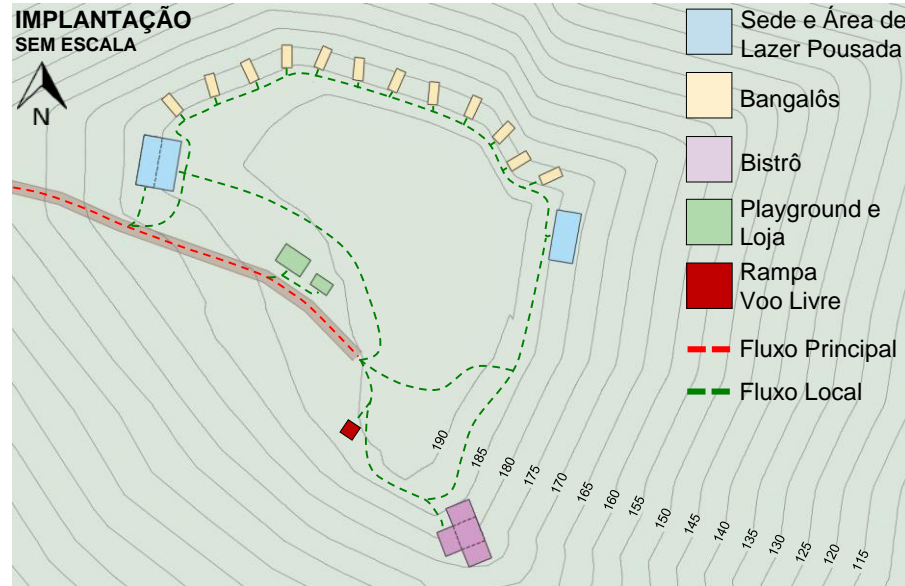 IMPLANTAÇÃO
SEM ESCALA
N
Sede e Área de
Lazer Pousada
Bangalôs
Bistrô
Playground e
Loja
Rampa
Voo Livre
Fluxo Principal
Fluxo Local
190
185
180
175
170
165
160
155
150
145
140
135
130
125
120
115